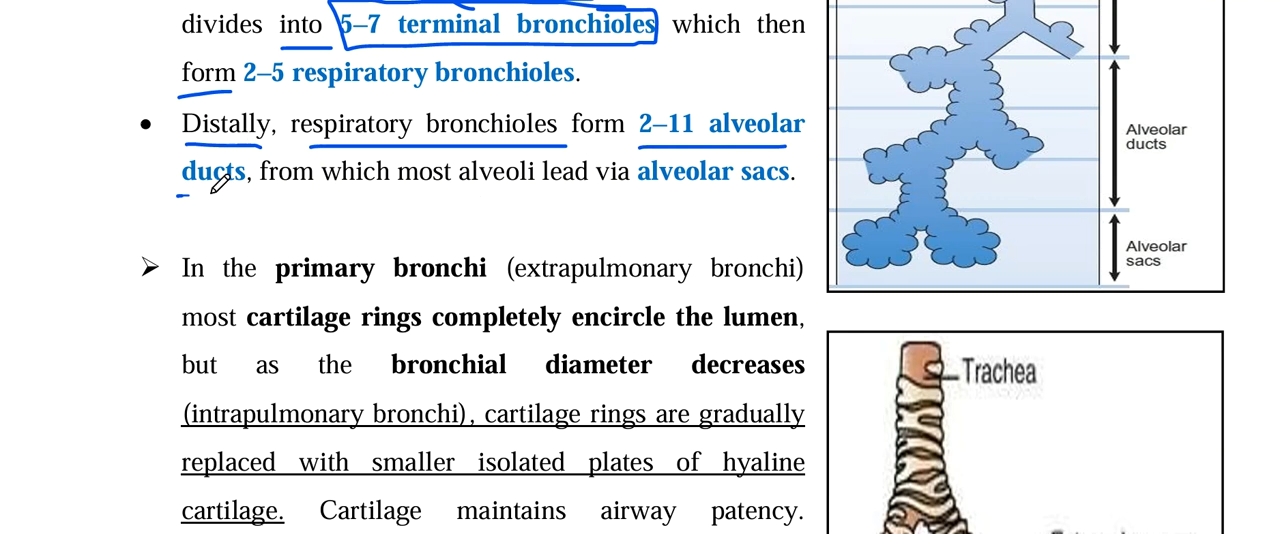 divides into 5–7 terminal bronchioles which then
form 2–5 respiratory bronchioles.
• Distally, respiratory bronchioles form 2–11 alveolar
ducts, from which most alveoli lead via alveolar sacs.
➢ In the primary bronchi (extrapulmonary bronchi)
most cartilage rings completely encircle the lumen,
but as the bronchial diameter decreases
(intrapulmonary bronchi), cartilage rings are gradually
replaced with smaller isolated plates of hyaline
cartilage. Cartilage maintains airway patency.
Alveolar
ducts
Alveolar
sacs
Trachea